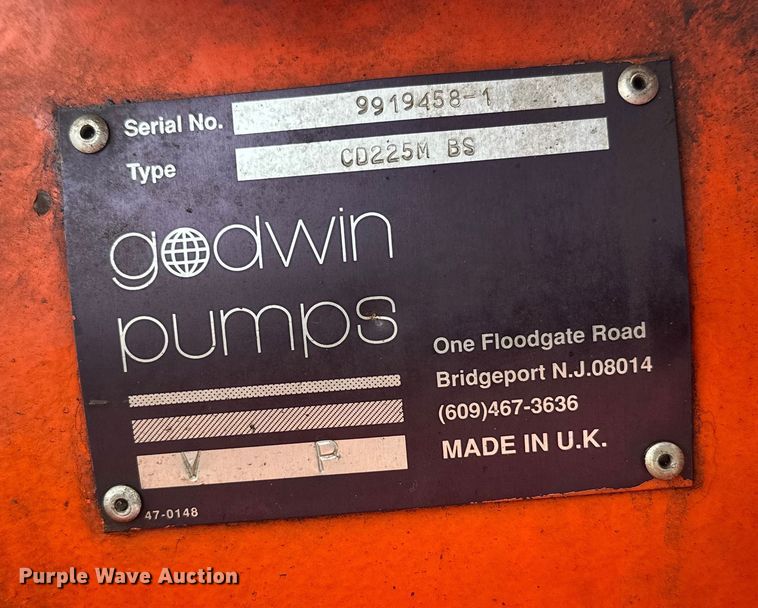 Serial No. 9919458-1
Type CD225M BS
godwin
pumps
One Floodgate Road
Bridgeport N.J.08014
(609)467-3636
MADE IN U.K.
V P
47-0148
Purple Wave Auction